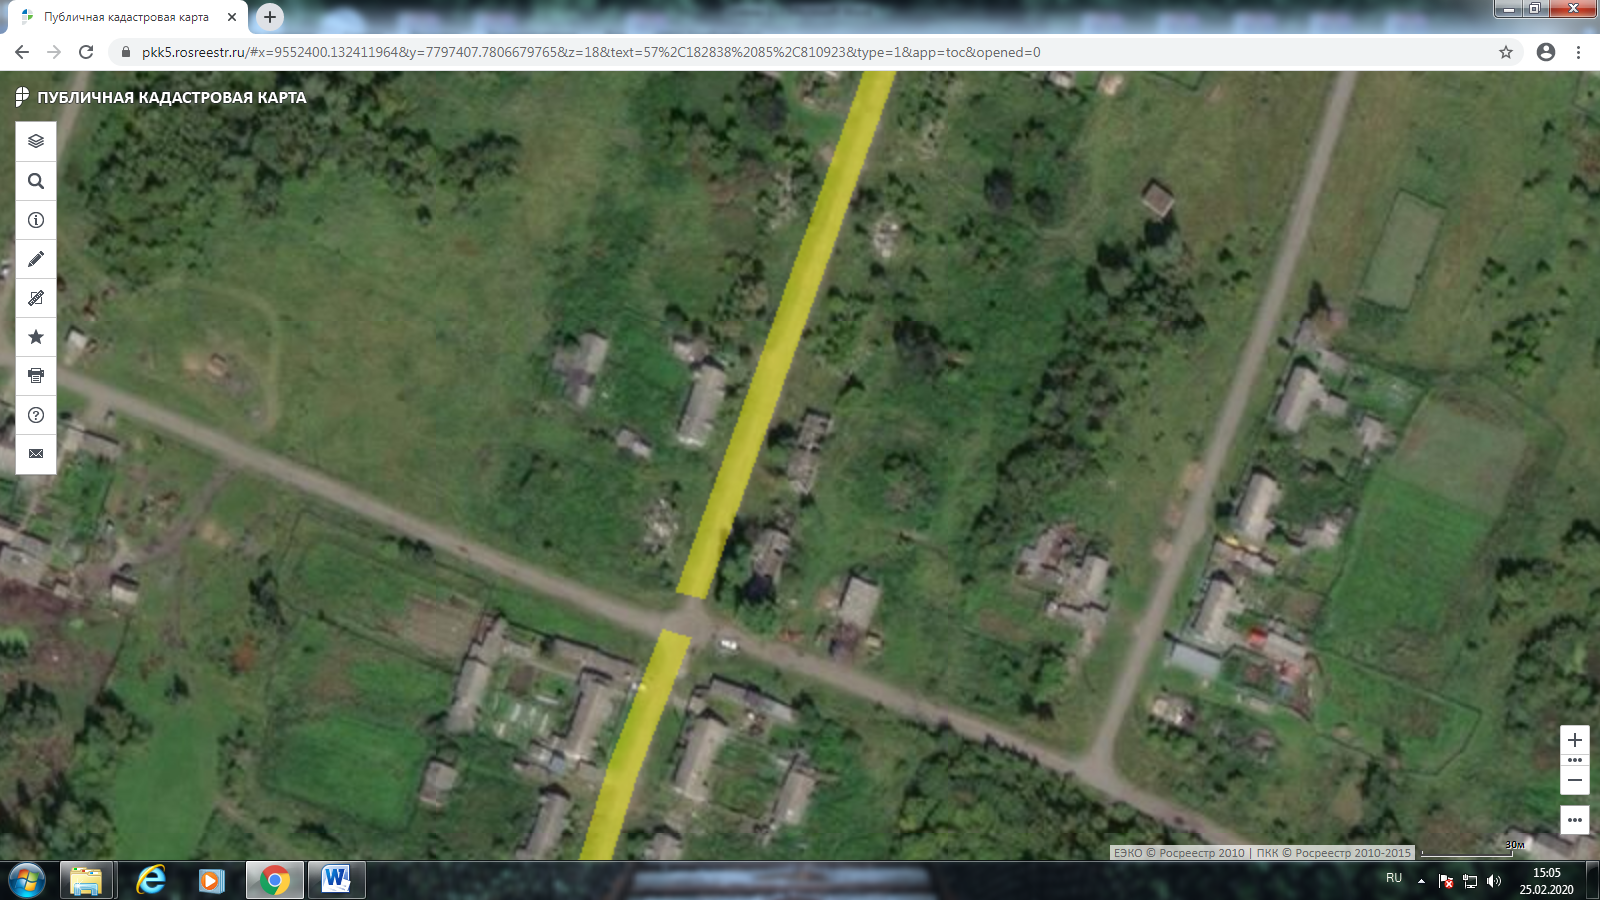 Публичная кадастровая карта
pkk5.rosreestr.ru/#x=9552400.132411964&y=7797407.7806679765&z=18&text=57%2C182838%2085%2C810923&type=1&app=toc&opened=0
ПУБЛИЧНАЯ КАДАСТРОВАЯ КАРТА
30м
ЕЭКО © Росреестр 2010 | ПКК © Росреестр 2010-2015
RU
15:05
25.02.2020